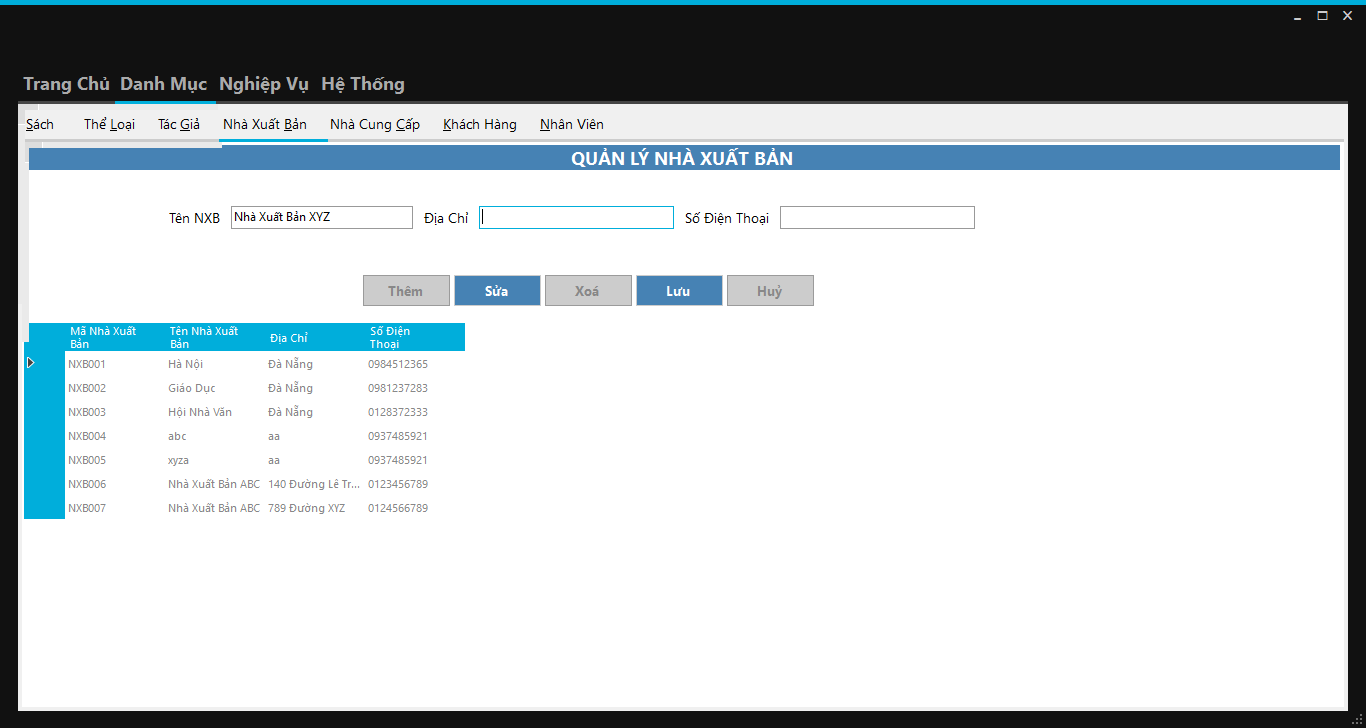 Trang Chủ Danh Mục Nghiệp Vụ Hệ Thống
Sách Thể Loại Tác Giả Nhà Xuất Bản Nhà Cung Cấp Khách Hàng Nhân Viên
QUẢN LÝ NHÀ XUẤT BẢN
Tên NXB Nhà Xuất Bản XYZ Địa Chỉ Số Điện Thoại
Thêm Sửa Xoá Lưu Huỷ
Mã Nhà Xuất Bản Tên Nhà Xuất Bản Địa Chỉ Số Điện Thoại
NXB001 Hà Nội Đà Nẵng 0984512365
NXB002 Giáo Dục Đà Nẵng 0981237283
NXB003 Hội Nhà Văn Đà Nẵng 0128372333
NXB004 abc aa 0937485921
NXB005 xyza aa 0937485921
NXB006 Nhà Xuất Bản ABC 140 Đường Lê Tr... 0123456789
NXB007 Nhà Xuất Bản ABC 789 Đường XYZ 0124566789